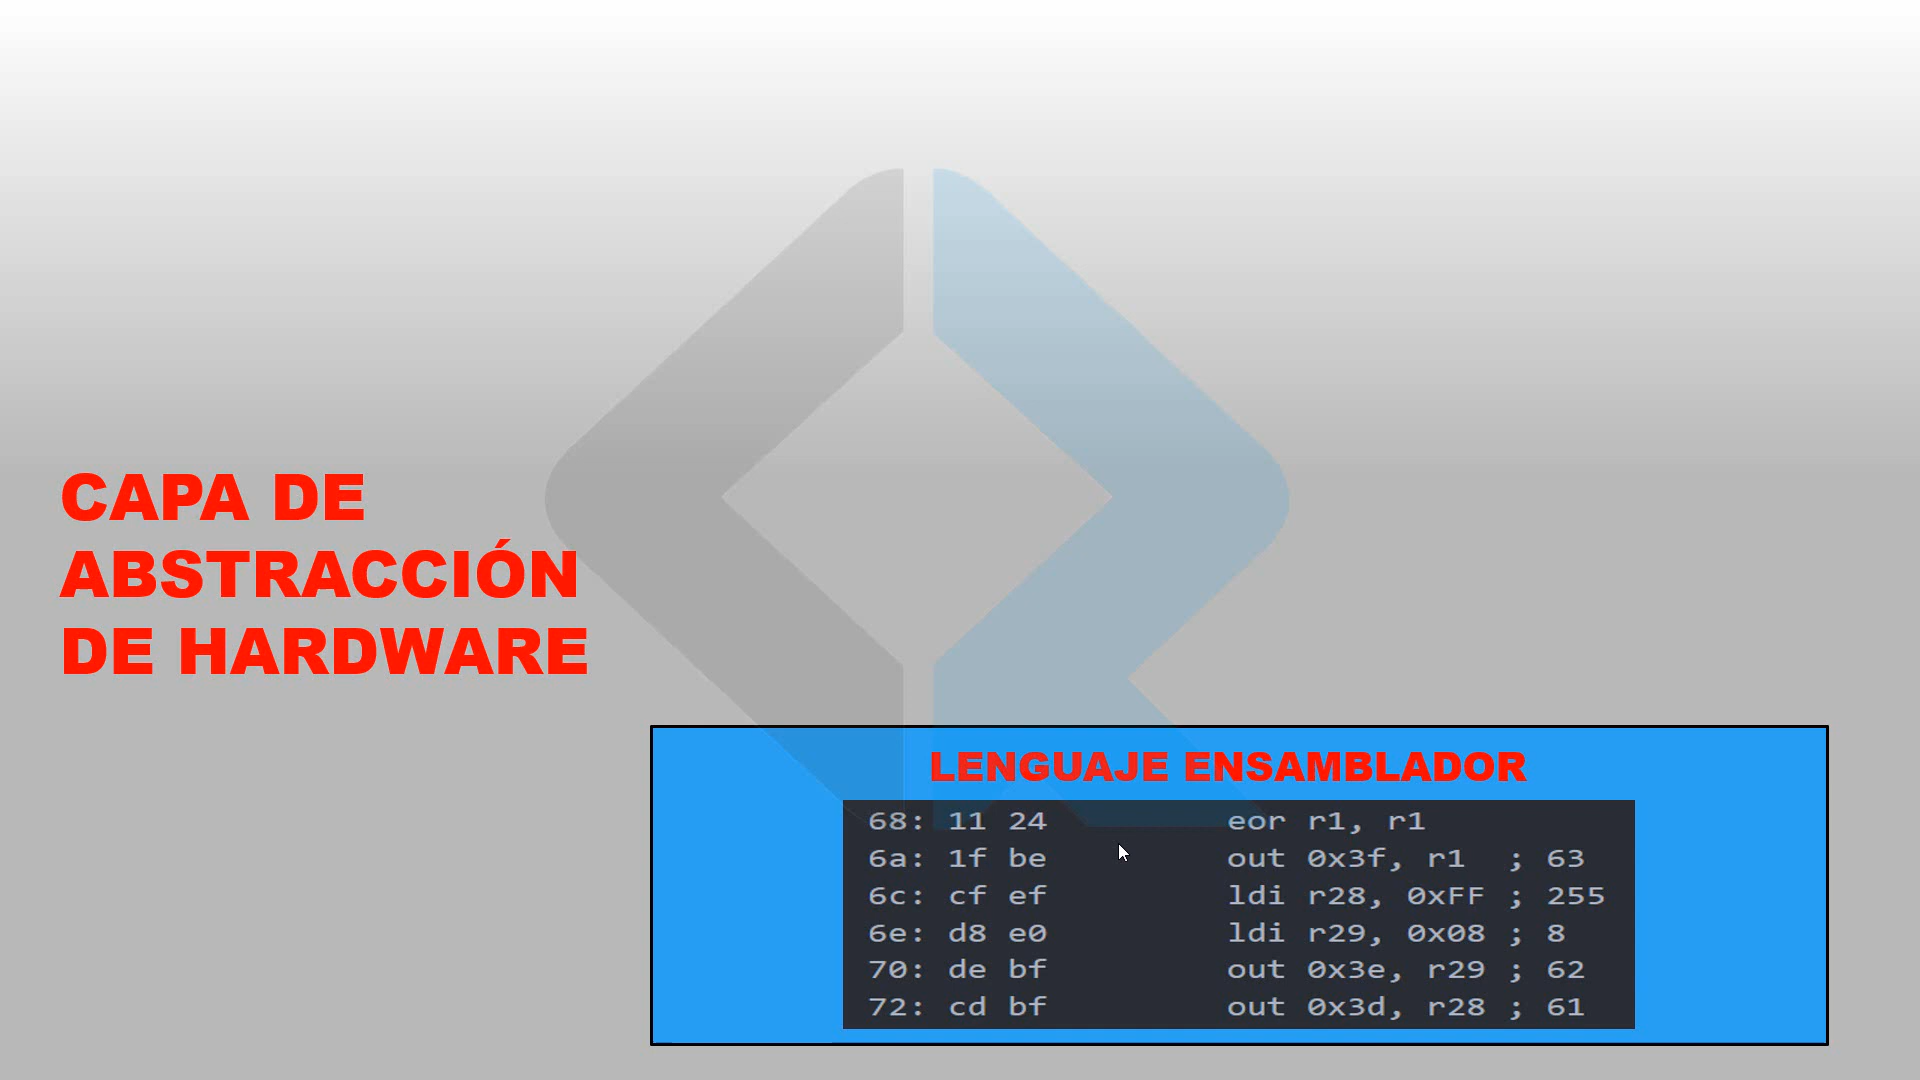 CAPA DE
ABSTRACCIÓN
DE HARDWARE
LENGUAJE ENSAMBLADOR
68: 11 24 eor r1, r1
6a: 1f be out 0x3f, r1 ; 63
6c: cf ef ldi r28, 0xFF ; 255
6e: d8 e0 ldi r29, 0x08 ; 8
70: de bf out 0x3e, r29 ; 62
72: cd bf out 0x3d, r28 ; 61